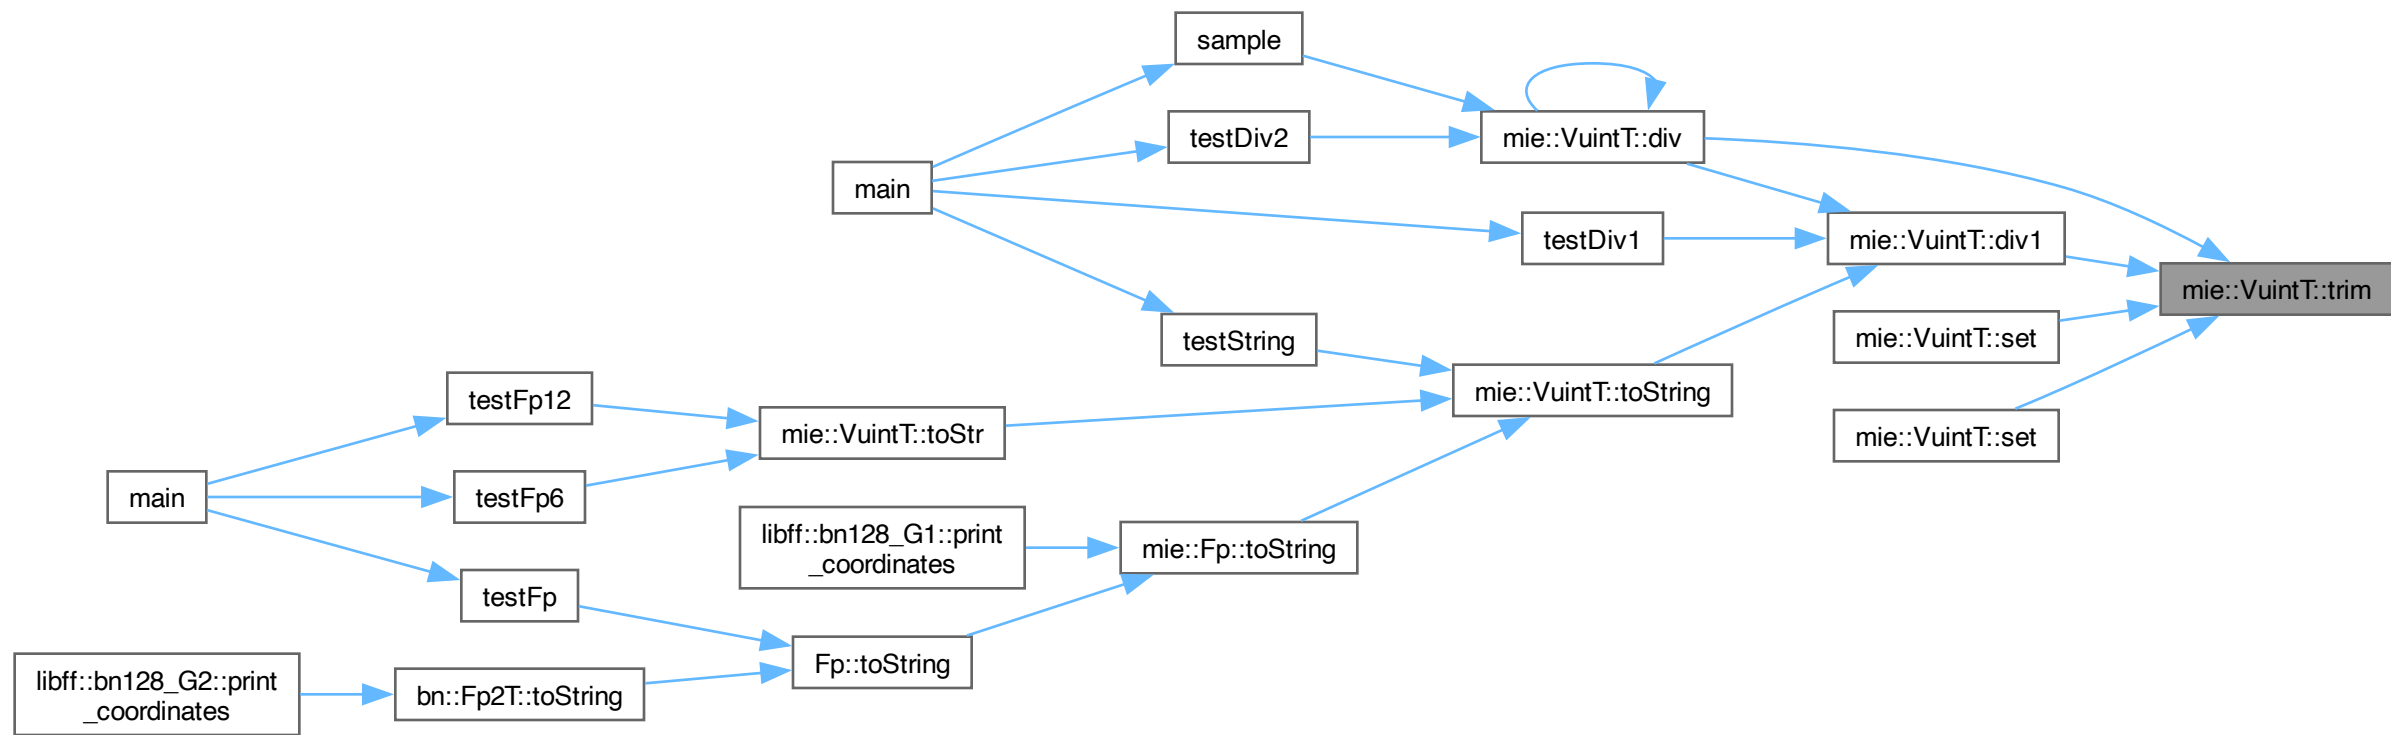 sample
testDiv2
mie::VuintT::div
main
testDiv1
mie::VuintT::div1
mie::VuintT::trim
mie::VuintT::set
testString
mie::VuintT::toString
testFp12
mie::VuintT::toStr
mie::VuintT::set
main
testFp6
libff::bn128_G1::print
_coordinates
mie::Fp::toString
testFp
Fp::toString
libff::bn128_G2::print
_coordinates
bn::Fp2T::toString